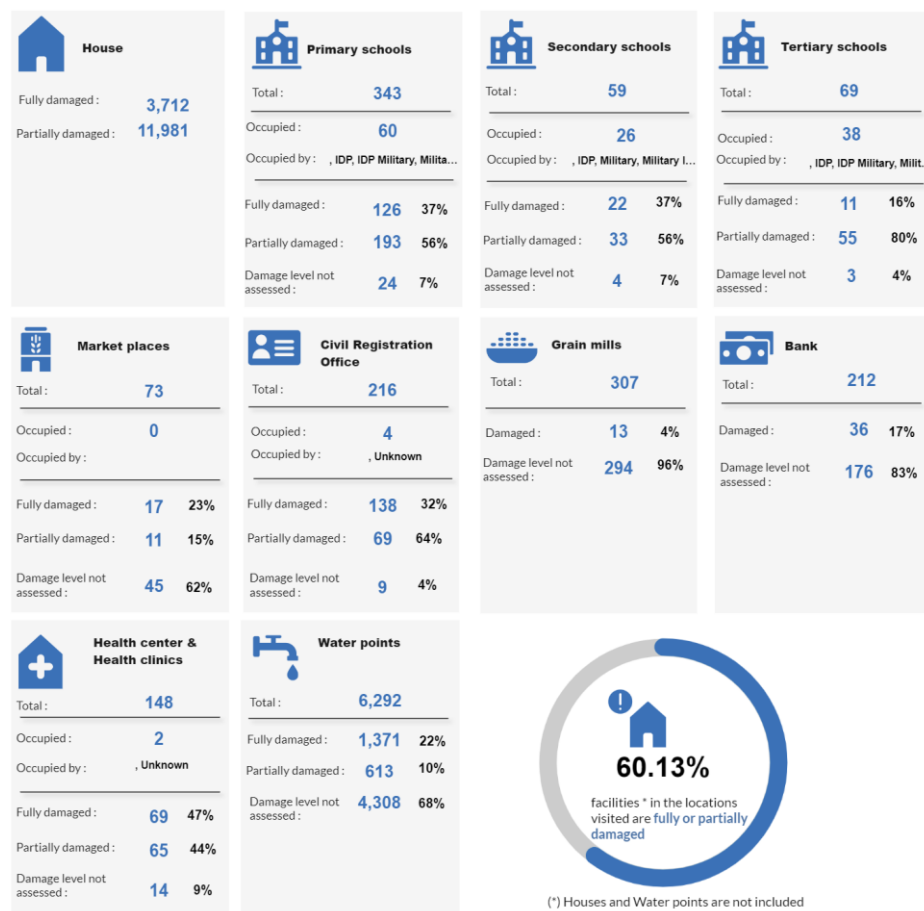 House
Fully damaged : 3,712
Partially damaged : 11,981
Primary schools
Total : 343
Occupied : 60
Occupied by : , IDP, IDP Military, Milita...
Fully damaged : 126 37%
Partially damaged : 193 56%
Damage level not
assessed : 24 7%
Secondary schools
Total : 59
Occupied : 26
Occupied by : , IDP, Military, Military I...
Fully damaged : 22 37%
Partially damaged : 33 56%
Damage level not
assessed : 4 7%
Tertiary schools
Total : 69
Occupied : 38
Occupied by : , IDP, IDP Military, Milit...
Fully damaged : 11 16%
Partially damaged : 55 80%
Damage level not
assessed : 3 4%
Market places
Total : 73
Occupied : 0
Occupied by :
Fully damaged : 17 23%
Partially damaged : 11 15%
Damage level not
assessed : 45 62%
Civil Registration
Office
Total : 216
Occupied : 4
Occupied by : , Unknown
Fully damaged : 138 32%
Partially damaged : 69 64%
Damage level not
assessed : 9 4%
Grain mills
Total : 307
Damaged : 13 4%
Damage level not
assessed : 294 96%
Bank
Total : 212
Damaged : 36 17%
Damage level not
assessed : 176 83%
Health center &
Health clinics
Total : 148
Occupied : 2
Occupied by : , Unknown
Fully damaged : 69 47%
Partially damaged : 65 44%
Damage level not
assessed : 14 9%
Water points
Total : 6,292
Fully damaged : 1,371 22%
Partially damaged : 613 10%
Damage level not
assessed : 4,308 68%
60.13%
facilities * in the locations
visited are fully or partially
damaged
(*) Houses and Water points are not included